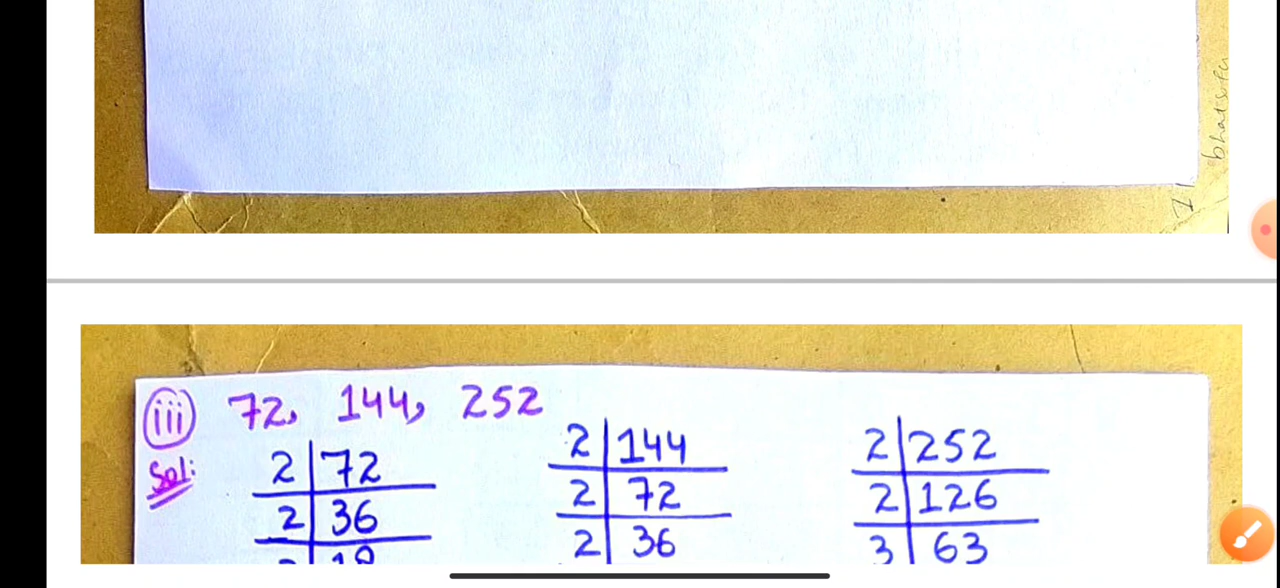 bhats
(iii) 72, 144, 252
Sol:
2 | 72
2 | 36
2 | 144
2 | 72
2 | 36
2 | 252
2 | 126
3 | 63